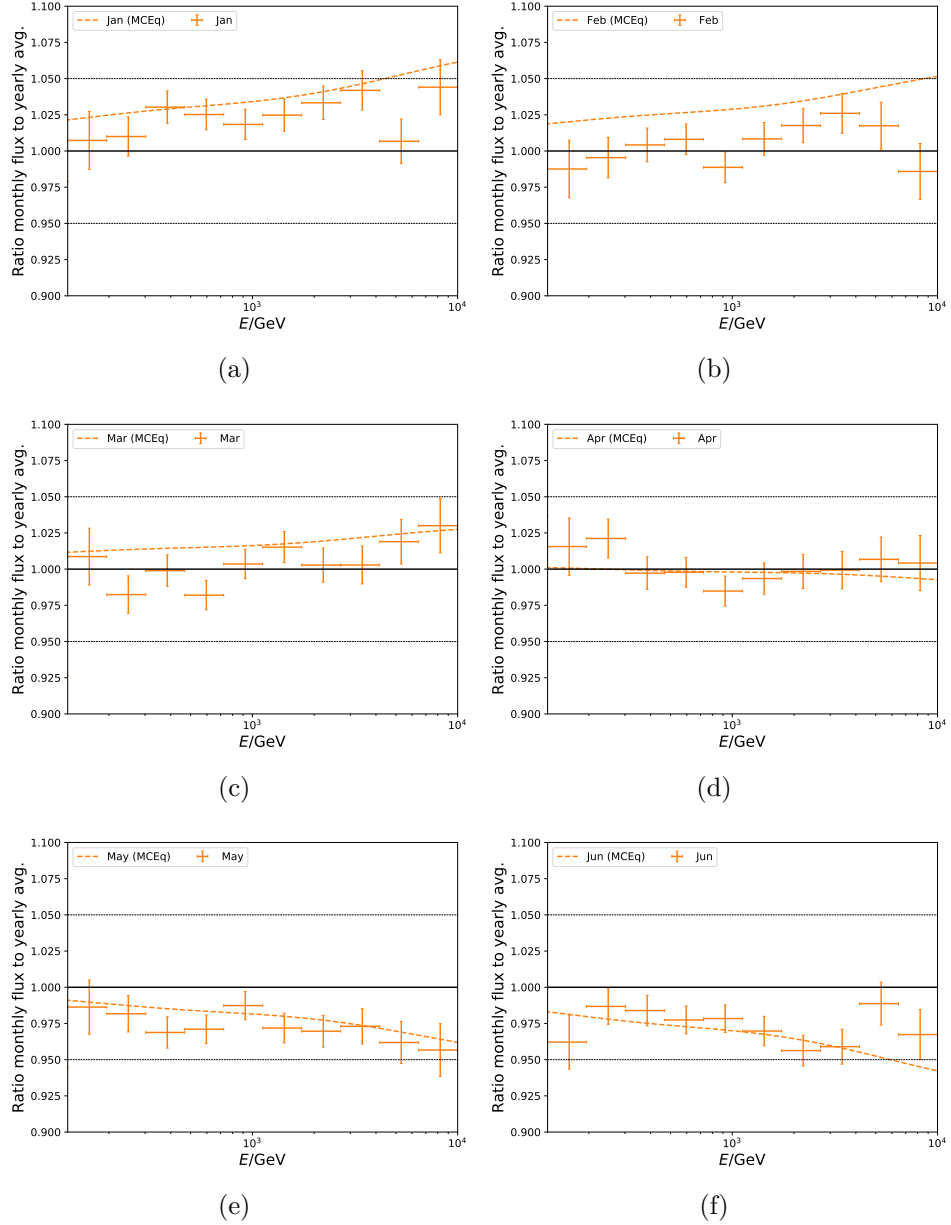 Jan (MCEq) Jan
Ratio monthly flux to yearly avg.
1.100
1.075
1.050
1.025
1.000
0.975
0.950
0.925
0.900
10³ 10⁴
E/GeV
(a)
Feb (MCEq) Feb
Ratio monthly flux to yearly avg.
1.100
1.075
1.050
1.025
1.000
0.975
0.950
0.925
0.900
10³ 10⁴
E/GeV
(b)
Mar (MCEq) Mar
Ratio monthly flux to yearly avg.
1.100
1.075
1.050
1.025
1.000
0.975
0.950
0.925
0.900
10³ 10⁴
E/GeV
(c)
Apr (MCEq) Apr
Ratio monthly flux to yearly avg.
1.100
1.075
1.050
1.025
1.000
0.975
0.950
0.925
0.900
10³ 10⁴
E/GeV
(d)
May (MCEq) May
Ratio monthly flux to yearly avg.
1.100
1.075
1.050
1.025
1.000
0.975
0.950
0.925
0.900
10³ 10⁴
E/GeV
(e)
Jun (MCEq) Jun
Ratio monthly flux to yearly avg.
1.100
1.075
1.050
1.025
1.000
0.975
0.950
0.925
0.900
10³ 10⁴
E/GeV
(f)